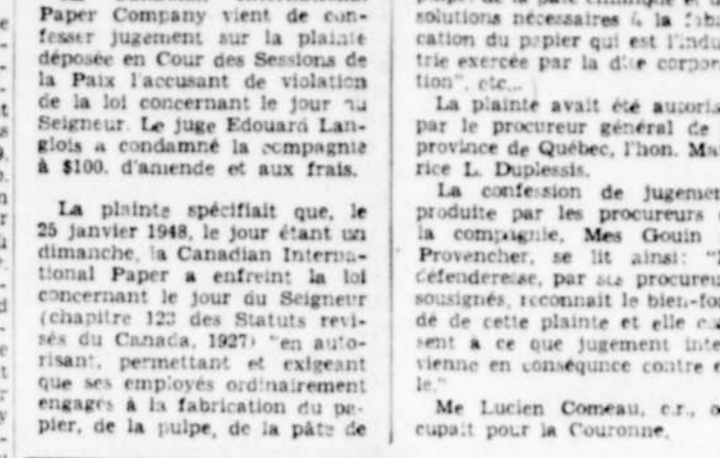 Paper Company vient de con-
fesser jugement sur la plainte
déposée en Cour des Sessions de
la Paix l'accusant de violation
de la loi concernant le jour au
Seigneur. Le juge Edouard Lan-
glois a condamné la compagnie
à $100. d'amende et aux frais.
La plainte spécifiait que, le
25 janvier 1948, le jour étant un
dimanche, la Canadian Interna-
tional Paper a enfreint la loi
concernant le jour du Seigneur
(chapitre 123 des Statuts revi-
sés du Canada, 1927) "en auto-
risant, permettant et exigeant
que ses employés ordinairement
engagés à la fabrication du pa-
pier, de la pulpe, de la pâte de
solutions nécessaires à la fabri
cation du papier qui est l'indu
trie exercée par la dite corpor
tion", etc...
La plainte avait été autoris
par le procureur général de
province de Québec, l'hon. Ma
rice L. Duplessis.
La confession de jugemen
produite par les procureurs
la compagnie, Mes Gouin
Provencher, se lit ainsi: "
défenderesse, par ses procureu
sousignés, reconnait le bien-fo
dé de cette plainte et elle co
sent à ce que jugement inte
vienne en conséqunce contre e
le."
Me Lucien Comeau, c.r., o
cupait pour la Couronne.